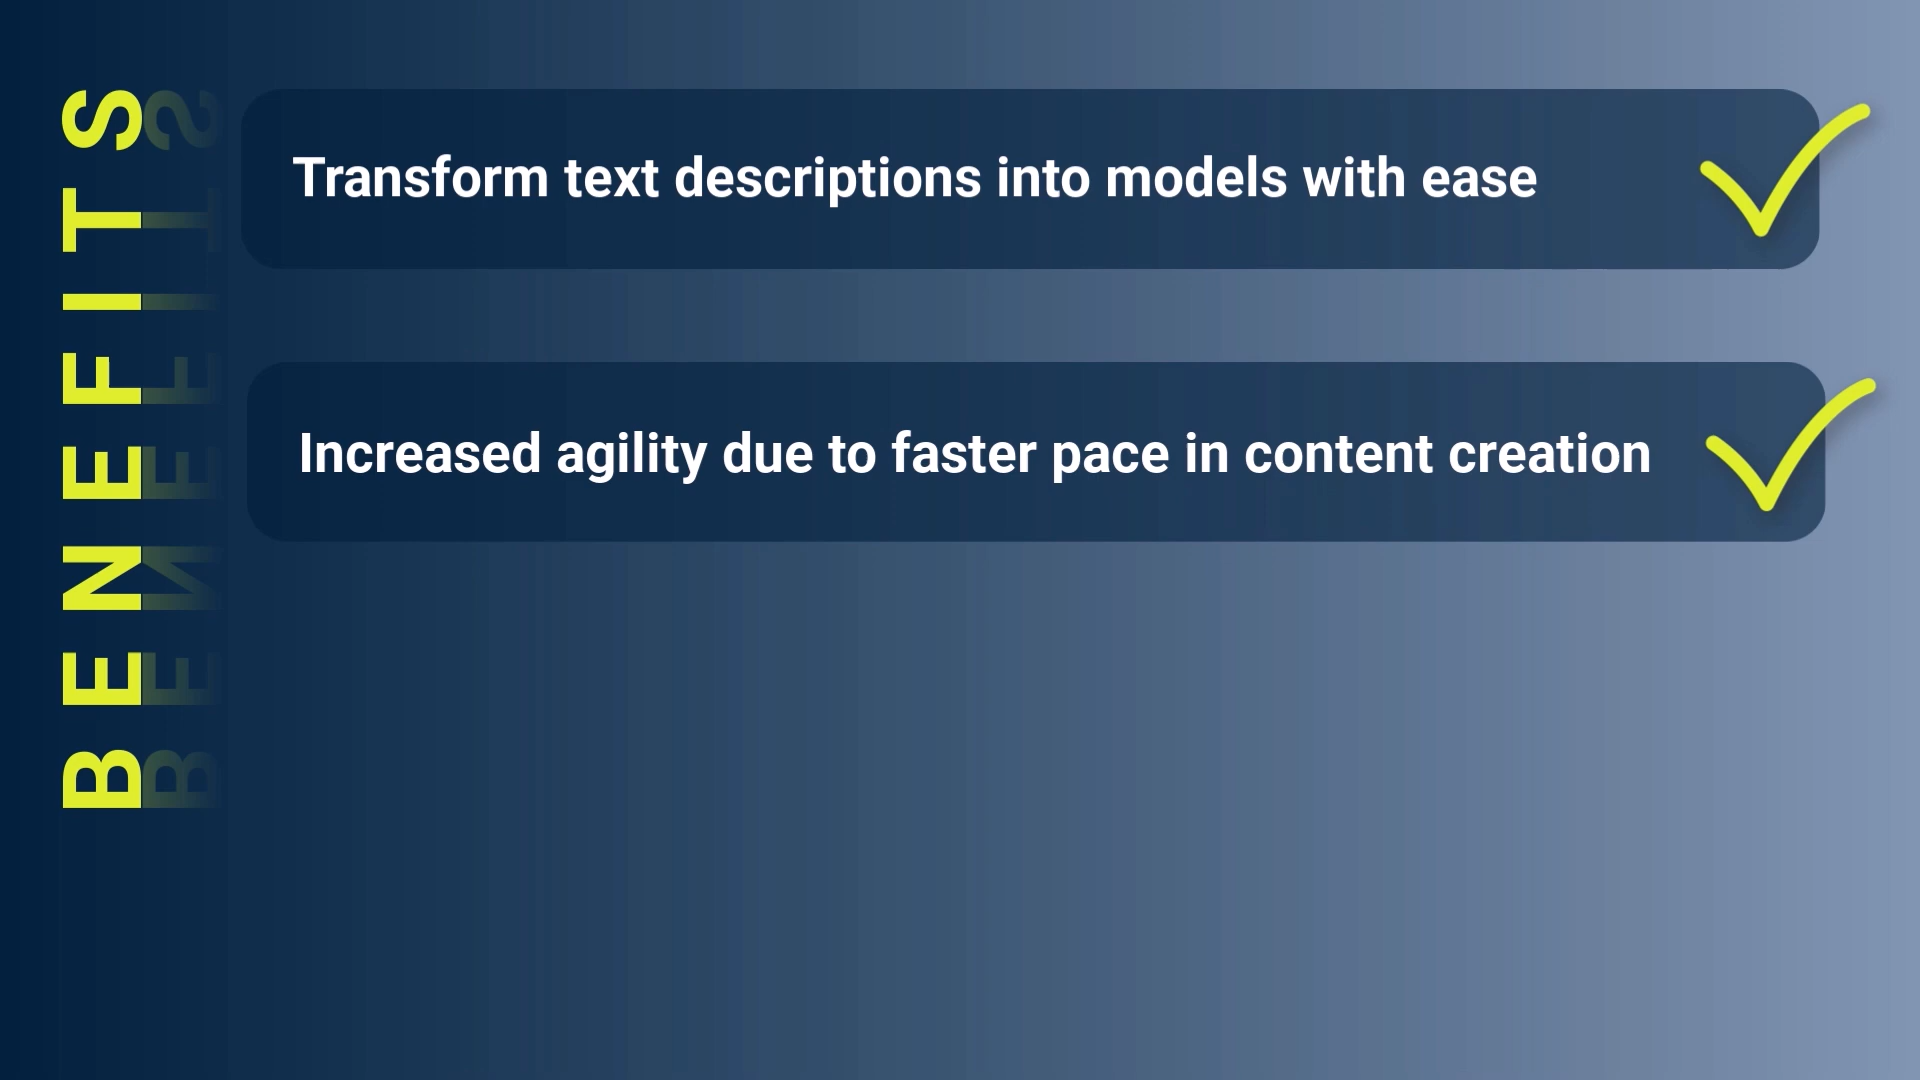 BENEFITS
Transform text descriptions into models with ease
Increased agility due to faster pace in content creation